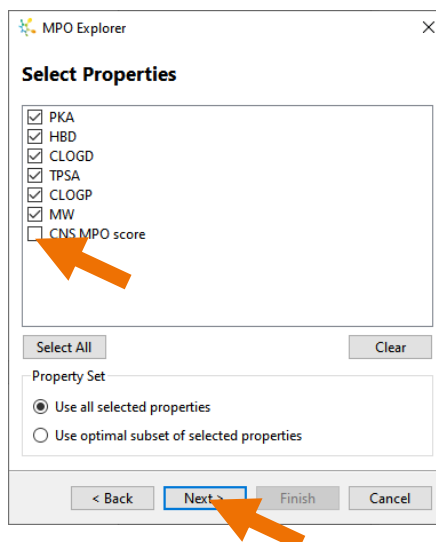 MPO Explorer
Select Properties
PKA
HBD
CLOGD
TPSA
CLOGP
MW
CNS MPO score
Select All Clear
Property Set
Use all selected properties
Use optimal subset of selected properties
< Back Next > Finish Cancel